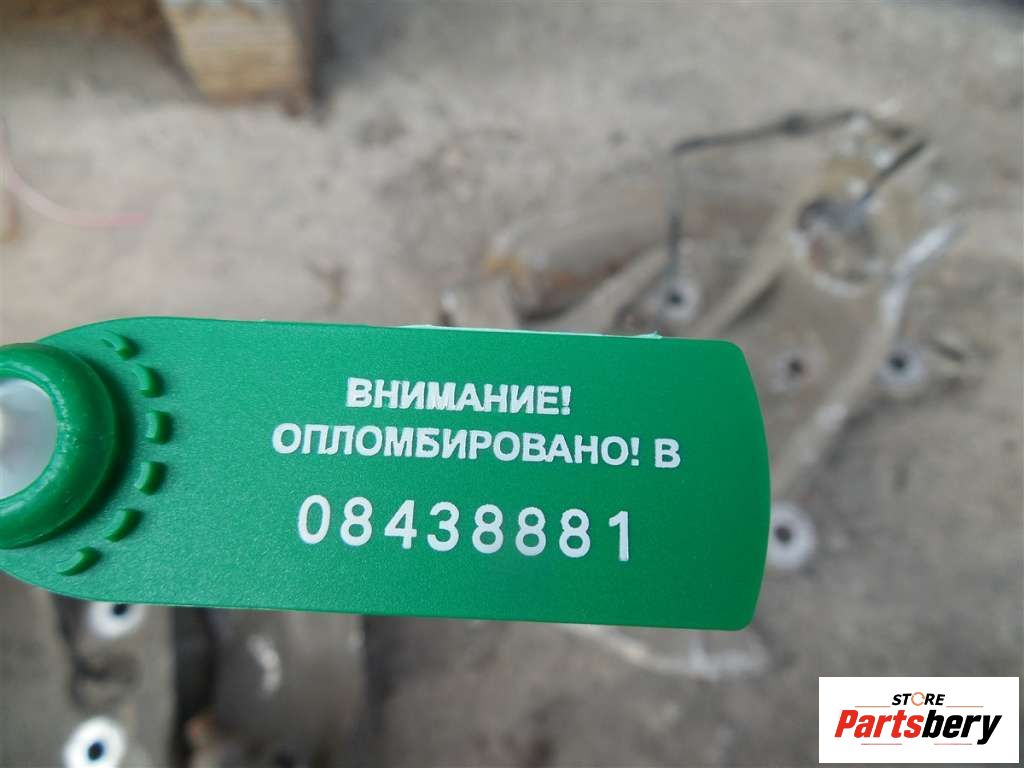 ВНИМАНИЕ!
ОПЛОМБИРОВАНО! В
08438881
STORE
Partsbery